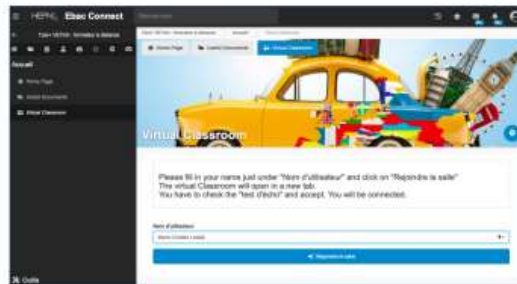 Ebac Connect
Accueil
Home Page
Useful Documents
Virtual Classroom
Home Page
Useful Documents
Virtual Classroom
Virtual Classroom
Please fill in your name just under "Nom d'utilisateur" and click on "Rejoindre la salle"
The virtual Classroom will open in a new tab.
You have to check the "test d'écho" and accept. You will be connected.
Nom d'utilisateur
Rejoindre la salle
Outils